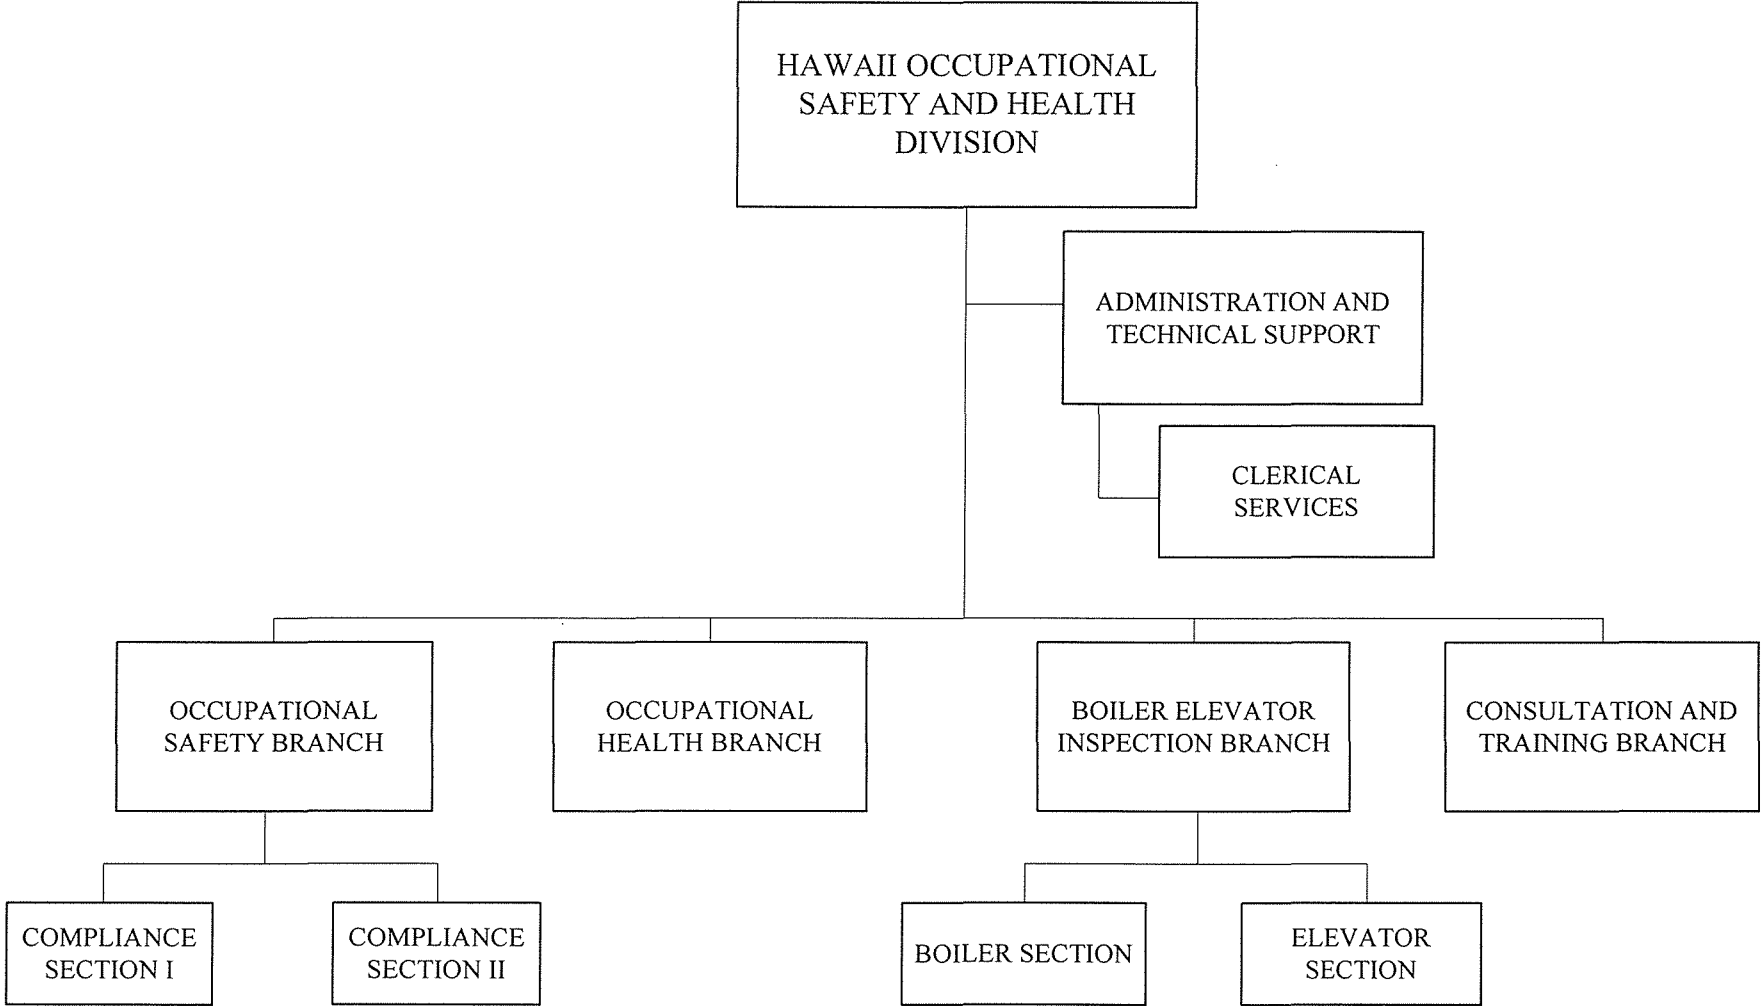 HAWAII OCCUPATIONAL
SAFETY AND HEALTH
DIVISION
ADMINISTRATION AND
TECHNICAL SUPPORT
CLERICAL
SERVICES
OCCUPATIONAL
SAFETY BRANCH
OCCUPATIONAL
HEALTH BRANCH
BOILER ELEVATOR
INSPECTION BRANCH
CONSULTATION AND
TRAINING BRANCH
COMPLIANCE
SECTION I
COMPLIANCE
SECTION II
BOILER SECTION
ELEVATOR
SECTION